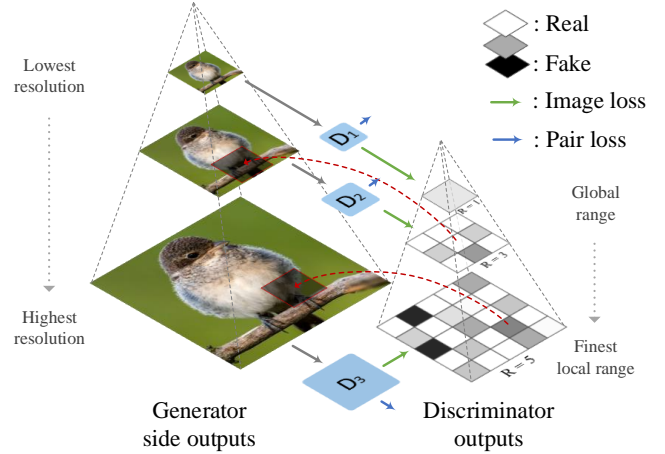 Lowest
resolution
Highest
resolution
: Real
: Fake
: Image loss
: Pair loss
D1
D2
D3
R =
R = 3
R = 5
Global
range
Finest
local range
Generator
side outputs
Discriminator
outputs